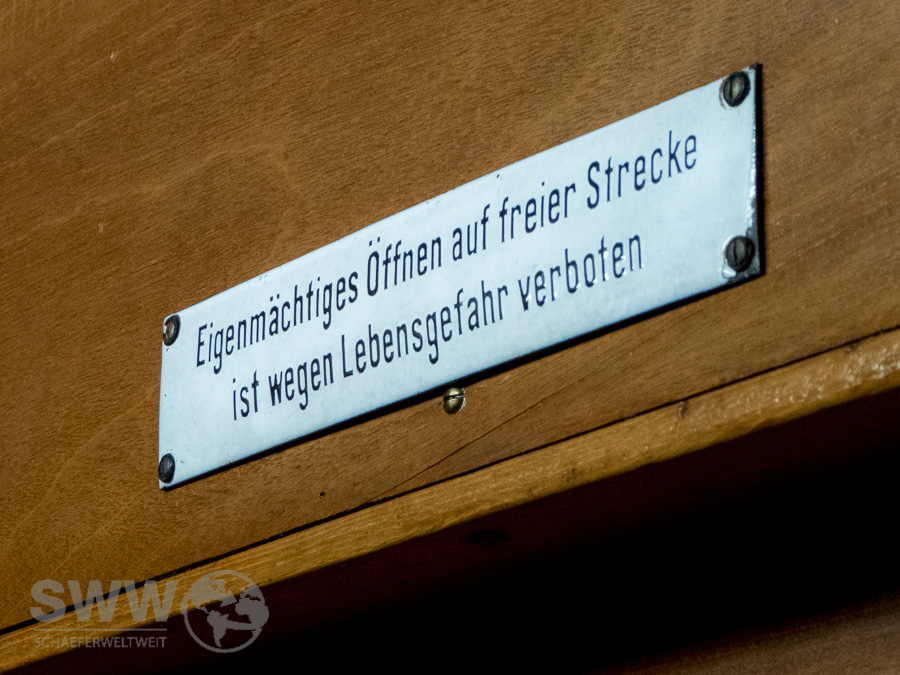 Eigenmächtiges Öffnen auf freier Strecke
ist wegen Lebensgefahr verboten
SWW
SCHAEFERWELTWEIT